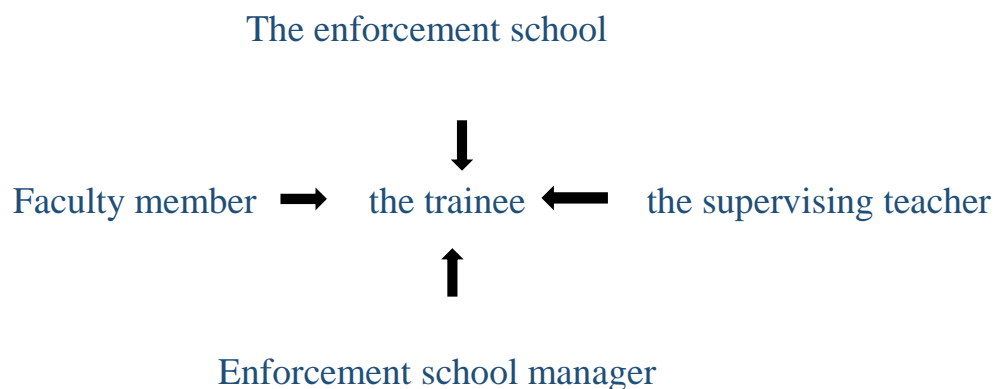 The enforcement school
Faculty member the trainee the supervising teacher
Enforcement school manager